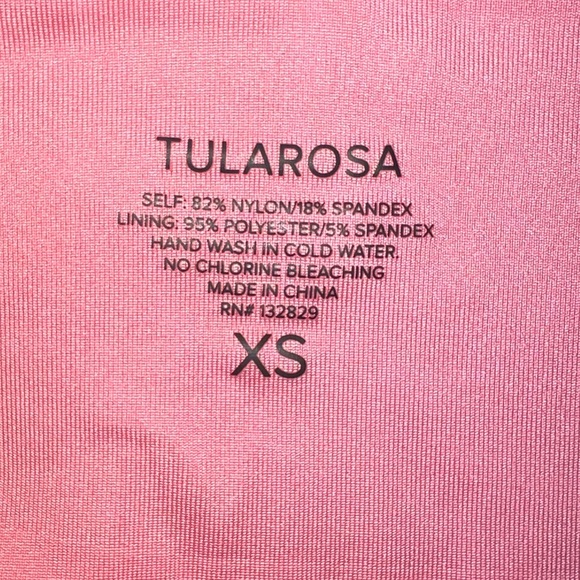 TULAROSA
SELF: 82% NYLON/18% SPANDEX
LINING: 95% POLYESTER/5% SPANDEX
HAND WASH IN COLD WATER.
NO CHLORINE BLEACHING
MADE IN CHINA
RN# 132829
XS